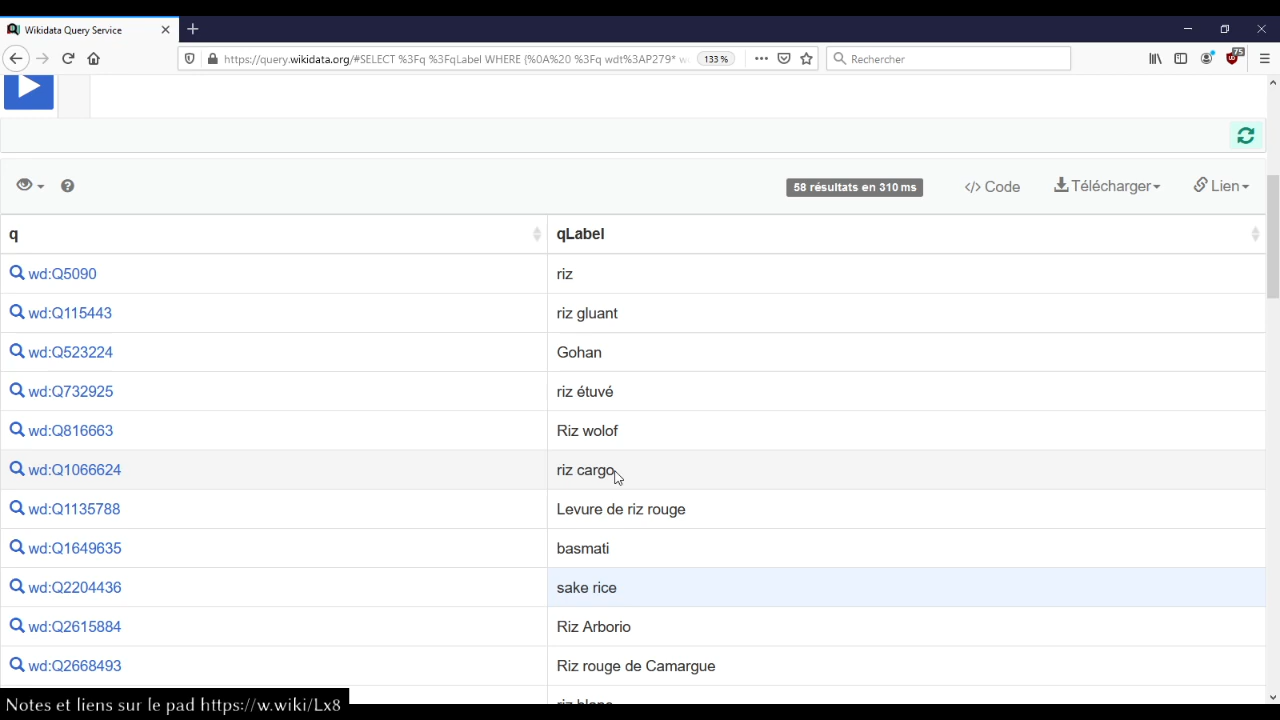 Wikidata Query Service
https://query.wikidata.org/#SELECT %3Fq %3FqLabel WHERE {%0A%20 %3Fq wdt%3AP279*
133 %
Rechercher
75
58 résultats en 310 ms
</> Code
Télécharger
Lien
q qLabel
wd:Q5090 riz
wd:Q115443 riz gluant
wd:Q523224 Gohan
wd:Q732925 riz étuvé
wd:Q816663 Riz wolof
wd:Q1066624 riz cargo
wd:Q1135788 Levure de riz rouge
wd:Q1649635 basmati
wd:Q2204436 sake rice
wd:Q2615884 Riz Arborio
wd:Q2668493 Riz rouge de Camargue
Notes et liens sur le pad https://w.wiki/Lx8